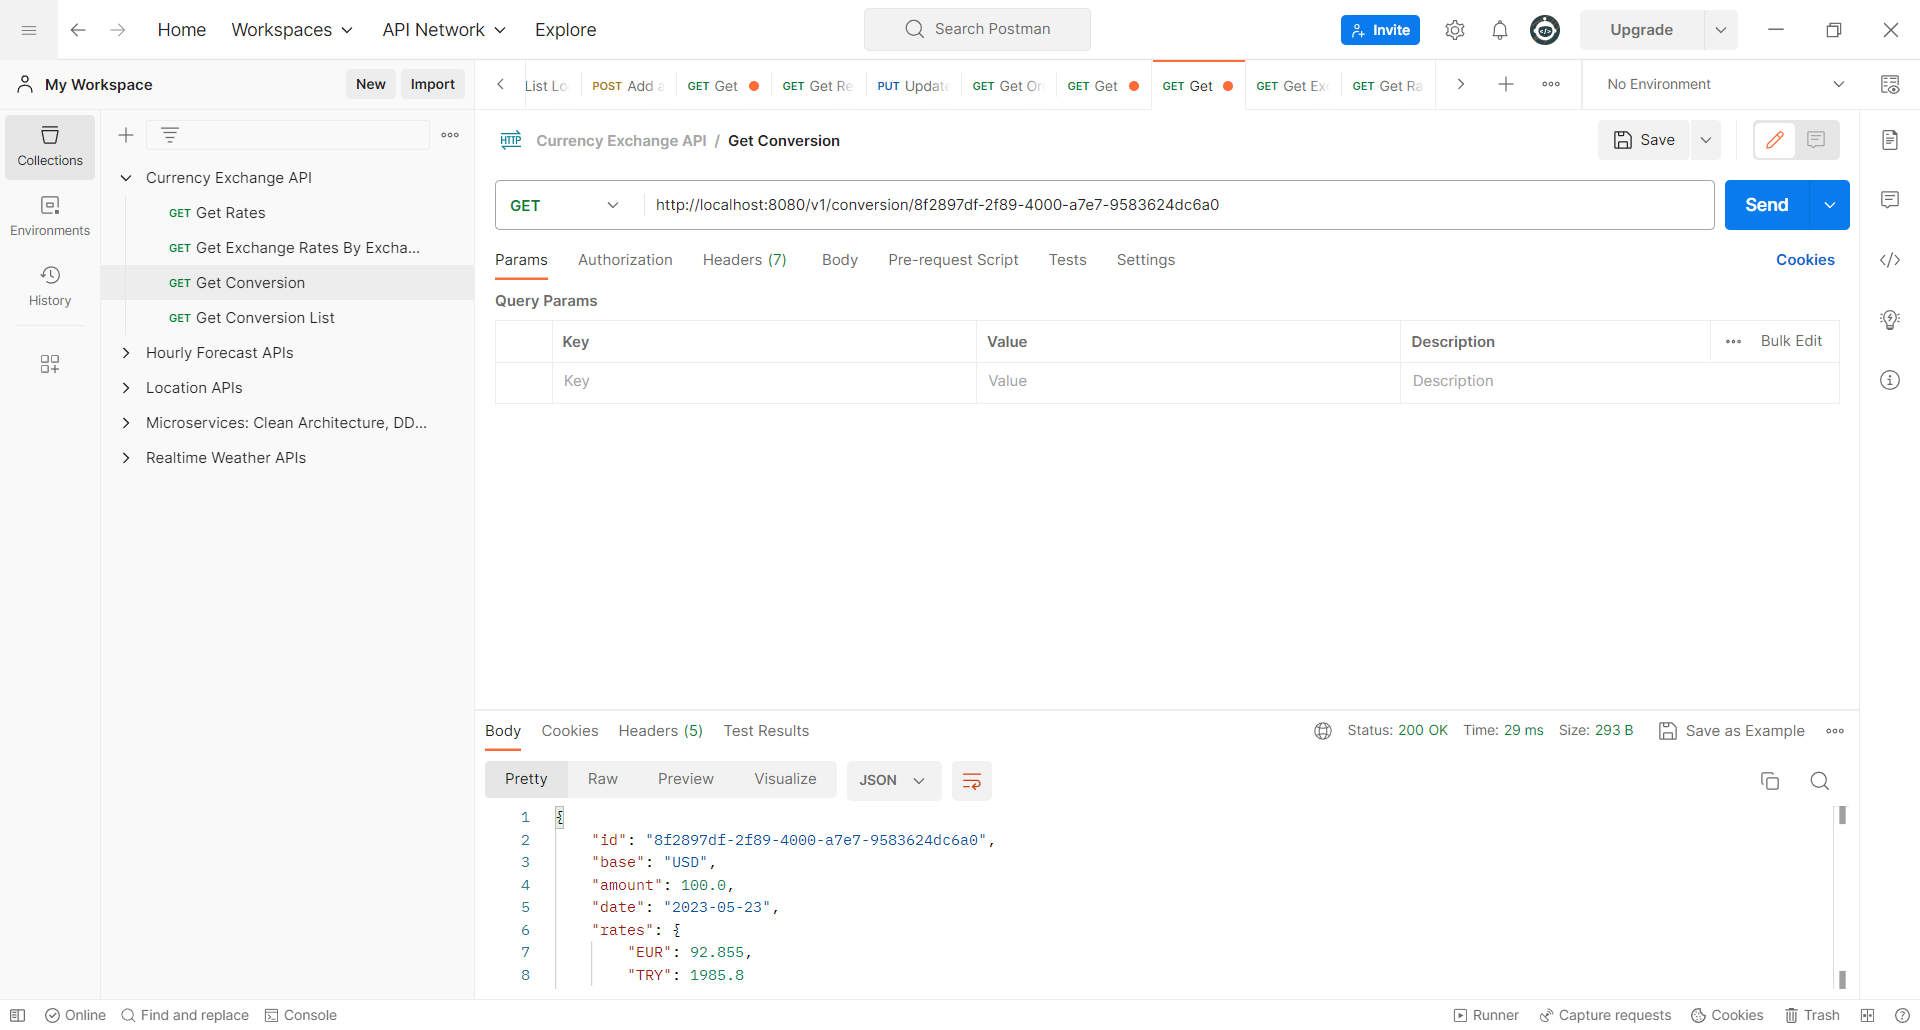 Home Workspaces API Network Explore Search Postman Invite Upgrade
My Workspace New Import List Lo POST Add a GET Get GET Get Re PUT Update GET Get Or GET Get GET Get GET Get Exc GET Get Ra No Environment
Collections
Environments
History
Currency Exchange API
GET Get Rates
GET Get Exchange Rates By Excha...
GET Get Conversion
GET Get Conversion List
Hourly Forecast APIs
Location APIs
Microservices: Clean Architecture, DD...
Realtime Weather APIs
HTTP Currency Exchange API / Get Conversion Save
GET http://localhost:8080/v1/conversion/8f2897df-2f89-4000-a7e7-9583624dc6a0 Send
Params Authorization Headers (7) Body Pre-request Script Tests Settings Cookies
Query Params
Key Value Description Bulk Edit
Key Value Description
Body Cookies Headers (5) Test Results Status: 200 OK Time: 29 ms Size: 293 B Save as Example
Pretty Raw Preview Visualize JSON
1 {
2 "id": "8f2897df-2f89-4000-a7e7-9583624dc6a0",
3 "base": "USD",
4 "amount": 100.0,
5 "date": "2023-05-23",
6 "rates": {
7 "EUR": 92.855,
8 "TRY": 1985.8
Online Find and replace Console Runner Capture requests Cookies Trash